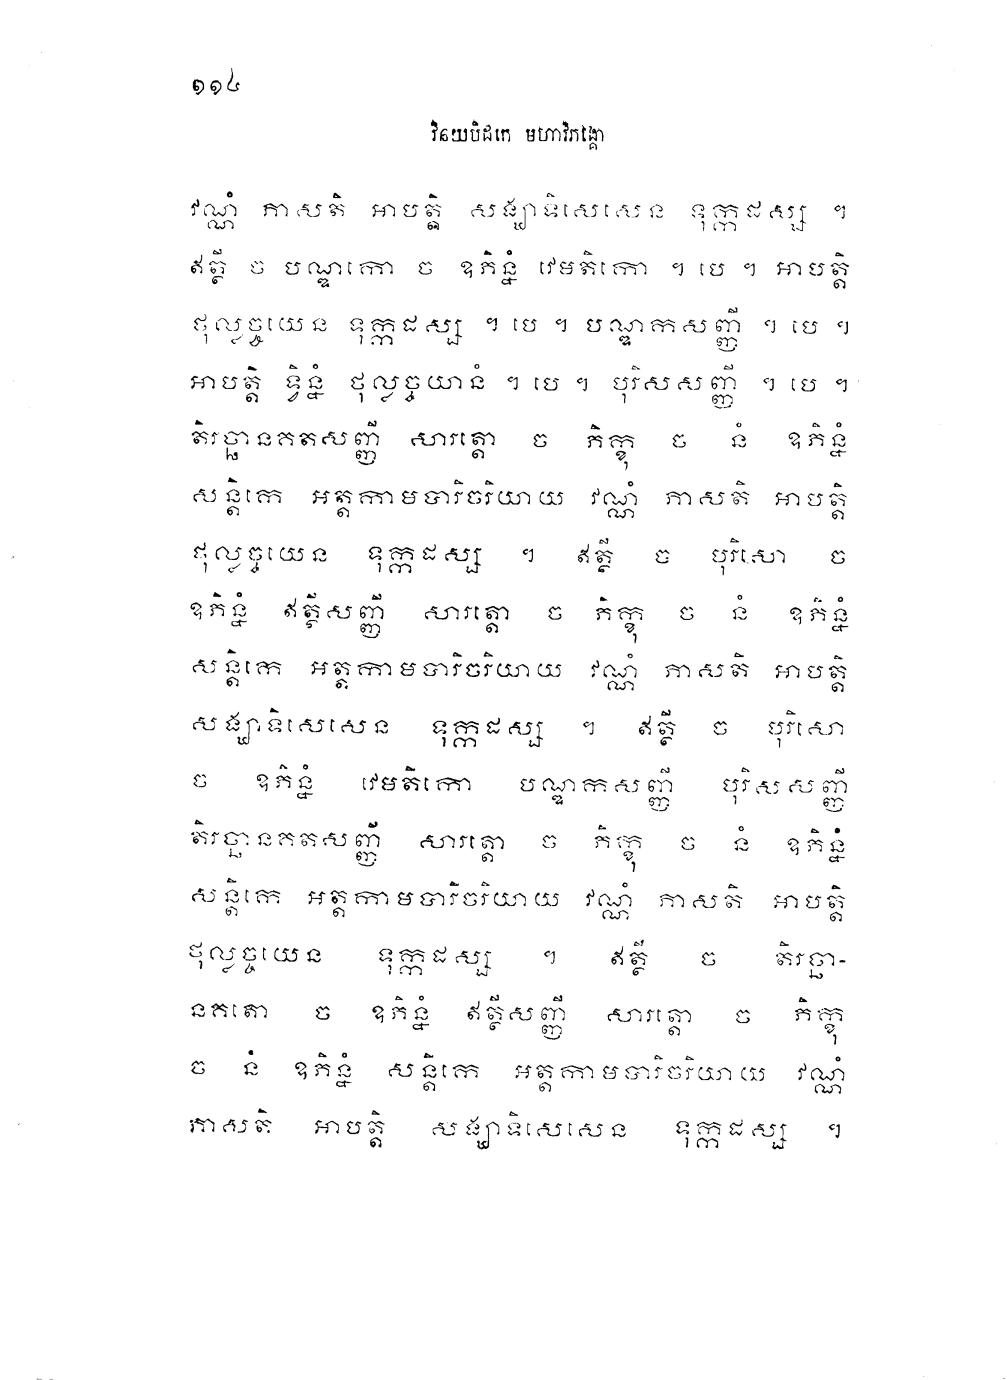 ១១៤
វិនយបិដកេ មហាវិភង្គោ
វណ្ណំ ភាសតិ អាបត្តិ សង្ឃាទិសេសេន ទុក្កដស្ស ។
ឥត្ថី ច បណ្ឌកោ ច ឧភិន្នំ វេមតិកោ ។ បេ ។ អាបត្តិ
ថុល្លច្ចយេន ទុក្កដស្ស ។ បេ ។ បណ្ឌកសញ្ញី ។ បេ ។
អាបត្តិ ទ្វិន្នំ ថុល្លច្ចយានំ ។ បេ ។ បុរិសសញ្ញី ។ បេ ។
តិរច្ឆានគតសញ្ញី សារត្តោ ច ភិក្ខុ ច នំ ឧភិន្នំ
សន្តិកេ អត្តកាមបារិចរិយាយ វណ្ណំ ភាសតិ អាបត្តិ
ថុល្លច្ចយេន ទុក្កដស្ស ។ ឥត្ថី ច បុរិសោ ច
ឧភិន្នំ ឥត្ថីសញ្ញី សារត្តោ ច ភិក្ខុ ច នំ ឧភិន្នំ
សន្តិកេ អត្តកាមបារិចរិយាយ វណ្ណំ ភាសតិ អាបត្តិ
សង្ឃាទិសេសេន ទុក្កដស្ស ។ ឥត្ថី ច បុរិសោ
ច ឧភិន្នំ វេមតិកោ បណ្ឌកសញ្ញី បុរិសសញ្ញី
តិរច្ឆានគតសញ្ញី សារត្តោ ច ភិក្ខុ ច នំ ឧភិន្នំ
សន្តិកេ អត្តកាមបារិចរិយាយ វណ្ណំ ភាសតិ អាបត្តិ
ថុល្លច្ចយេន ទុក្កដស្ស ។ ឥត្ថី ច តិរច្ឆា-
នគតោ ច ឧភិន្នំ ឥត្ថីសញ្ញី សារត្តោ ច ភិក្ខុ
ច នំ ឧភិន្នំ សន្តិកេ អត្តកាមបារិចរិយាយ វណ្ណំ
ភាសតិ អាបត្តិ សង្ឃាទិសេសេន ទុក្កដស្ស ។